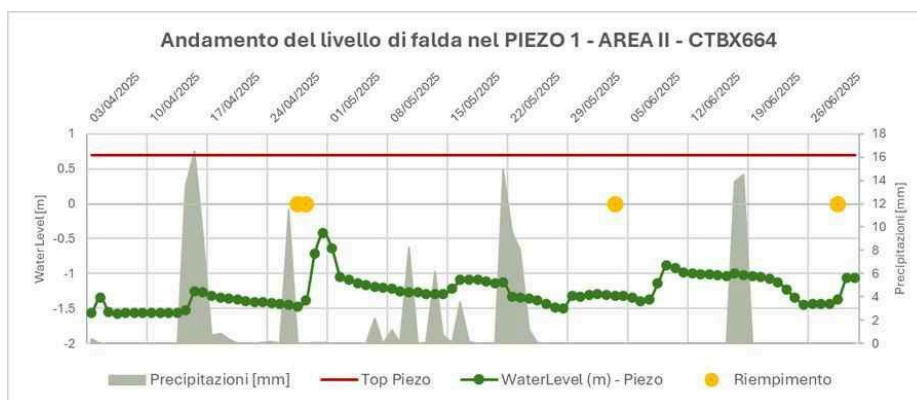 Andamento del livello di falda nel PIEZO 1 - AREA II - CTBX664
03/04/2025 10/04/2025 17/04/2025 24/04/2025 01/05/2025 08/05/2025 15/05/2025 22/05/2025 29/05/2025 05/06/2025 12/06/2025 19/06/2025 26/06/2025
1 18
0.5 16
14
0 12
-0.5 10
8
-1 6
-1.5 4
2
-2 0
Water Level [m]
Precipitazioni [mm]
Precipitazioni [mm] Top Piezo WaterLevel (m) - Piezo Riempimento